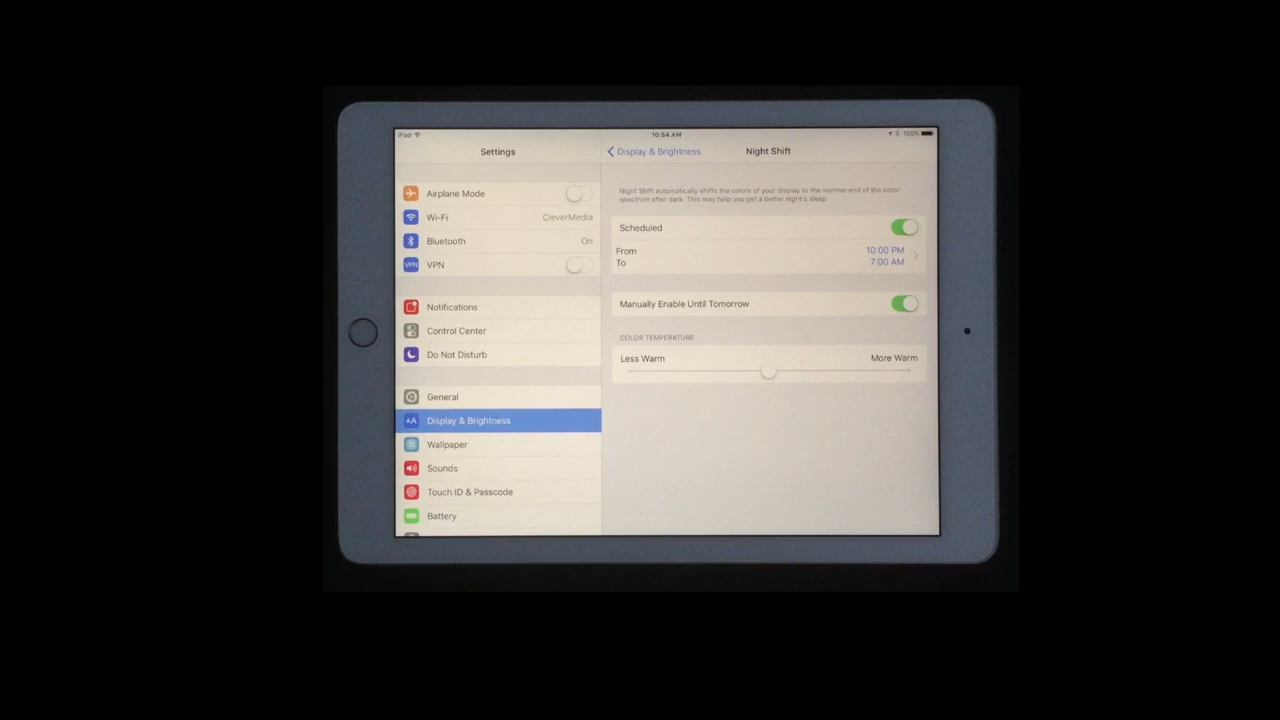 iPad
10:54 AM
100%
Settings
Display & Brightness
Night Shift
Airplane Mode
Wi-Fi
CleverMedia
Bluetooth
On
VPN
VPN
Notifications
Control Center
Do Not Disturb
General
AA
Display & Brightness
Wallpaper
Sounds
Touch ID & Passcode
Battery
Night Shift automatically shifts the colors of your display to the warmer end of the color
spectrum after dark. This may help you get a better night's sleep.
Scheduled
From
10:00 PM
To
7:00 AM
Manually Enable Until Tomorrow
COLOR TEMPERATURE
Less Warm
More Warm